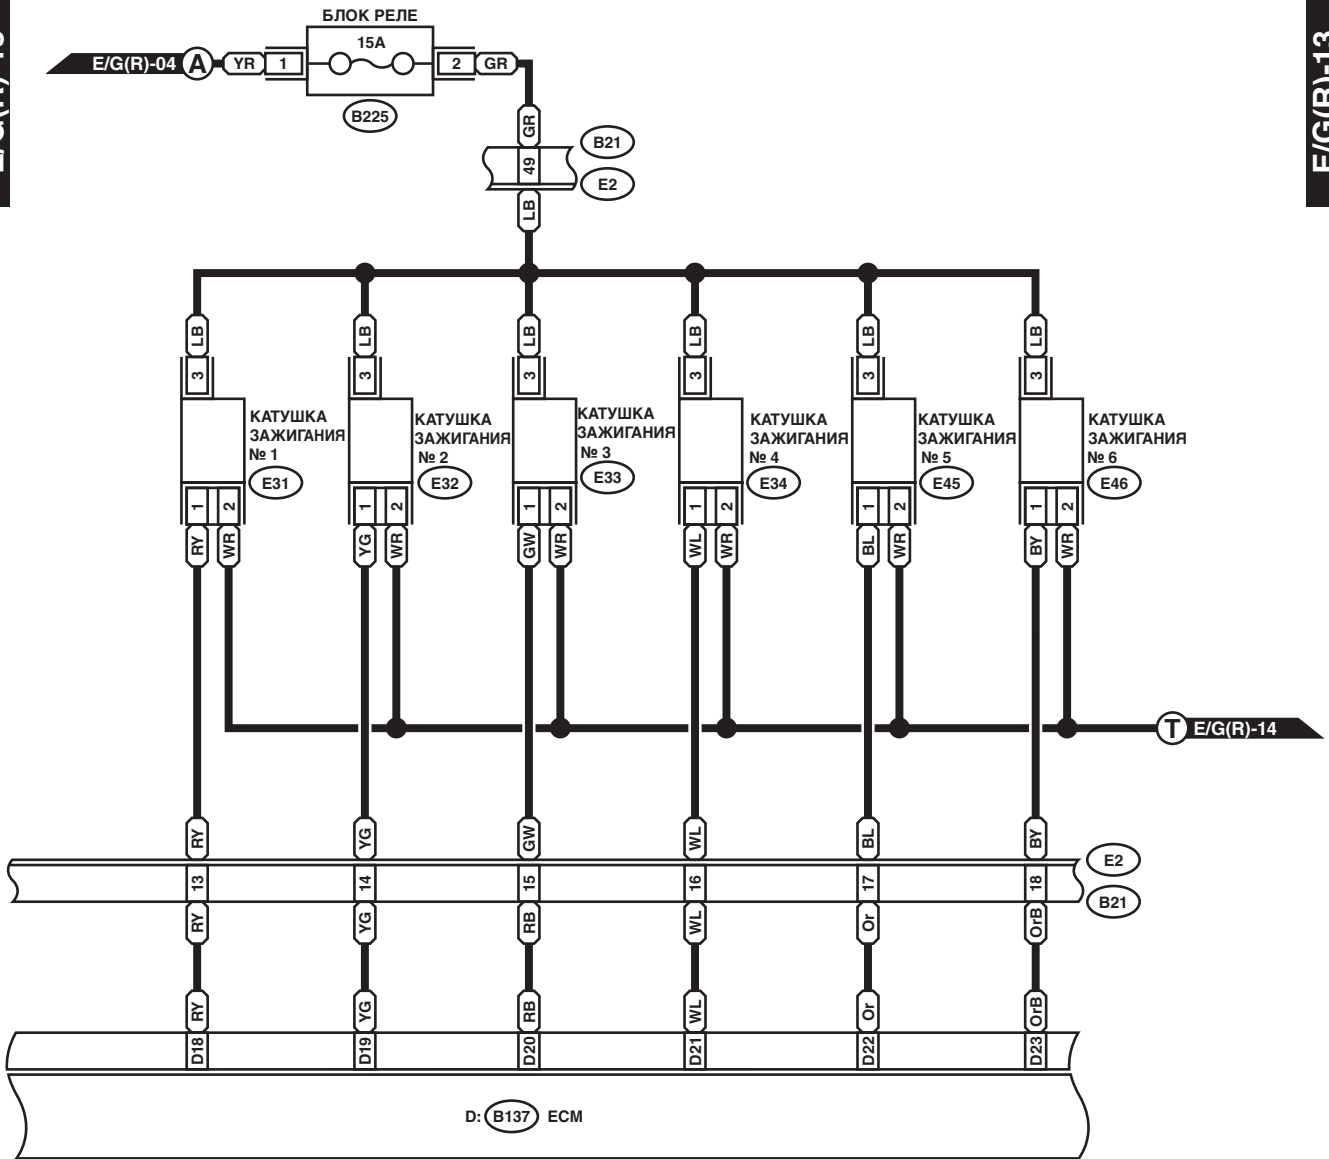 БЛОК РЕЛЕ
15A
E/G(R)-04 A YR 1 2 GR
B225
E/G(R)-13
GR
B21
49
E2
LB
LB LB LB LB LB LB
3 3 3 3 3 3
КАТУШКА ЗАЖИГАНИЯ № 1
E31
КАТУШКА ЗАЖИГАНИЯ № 2
E32
КАТУШКА ЗАЖИГАНИЯ № 3
E33
КАТУШКА ЗАЖИГАНИЯ № 4
E34
КАТУШКА ЗАЖИГАНИЯ № 5
E45
КАТУШКА ЗАЖИГАНИЯ № 6
E46
1 2 1 2 1 2 1 2 1 2 1 2
RY WR YG WR GW WR WL WR BL WR BY WR
T E/G(R)-14
RY YG GW WL BL BY
E2
13 14 15 16 17 18
B21
RY YG RB WL Or OrB
RY YG RB WL Or OrB
D18 D19 D20 D21 D22 D23
D: B137 ECM